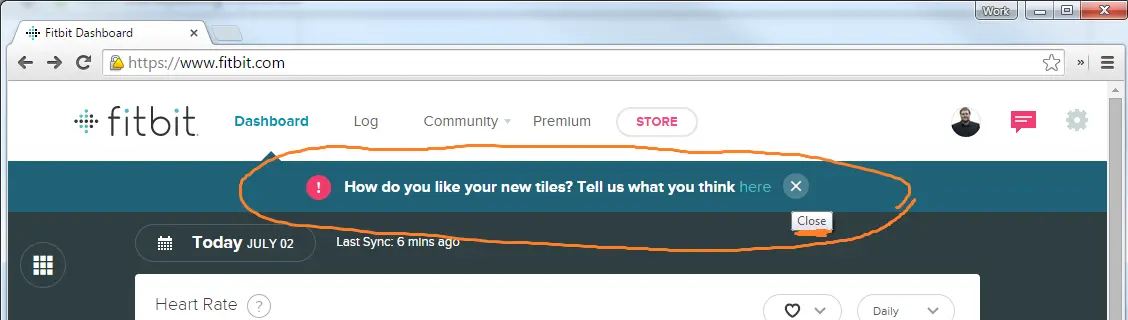 Work
Fitbit Dashboard
https://www.fitbit.com
fitbit
Dashboard
Log
Community
Premium
STORE
! How do you like your new tiles? Tell us what you think here
Close
Today JULY 02
Last Sync: 6 mins ago
Heart Rate ?
Daily